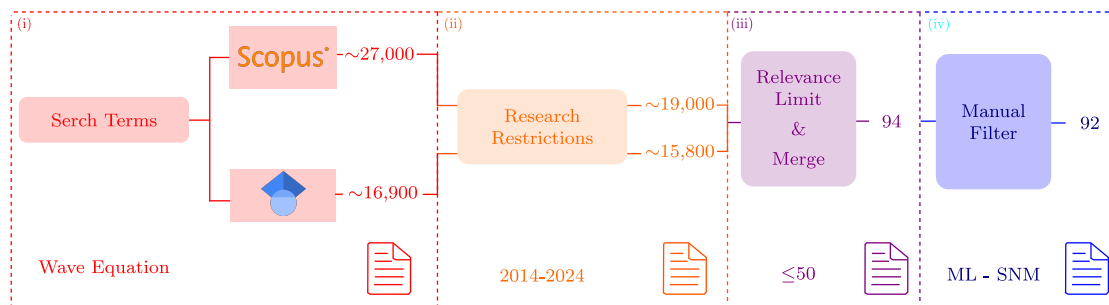 (i)
Serch Terms
Scopus
~27,000
~16,900
Wave Equation
(ii)
Research
Restrictions
~19,000
~15,800
2014-2024
(iii)
Relevance
Limit
&
Merge
94
≤50
(iv)
Manual
Filter
92
ML - SNM